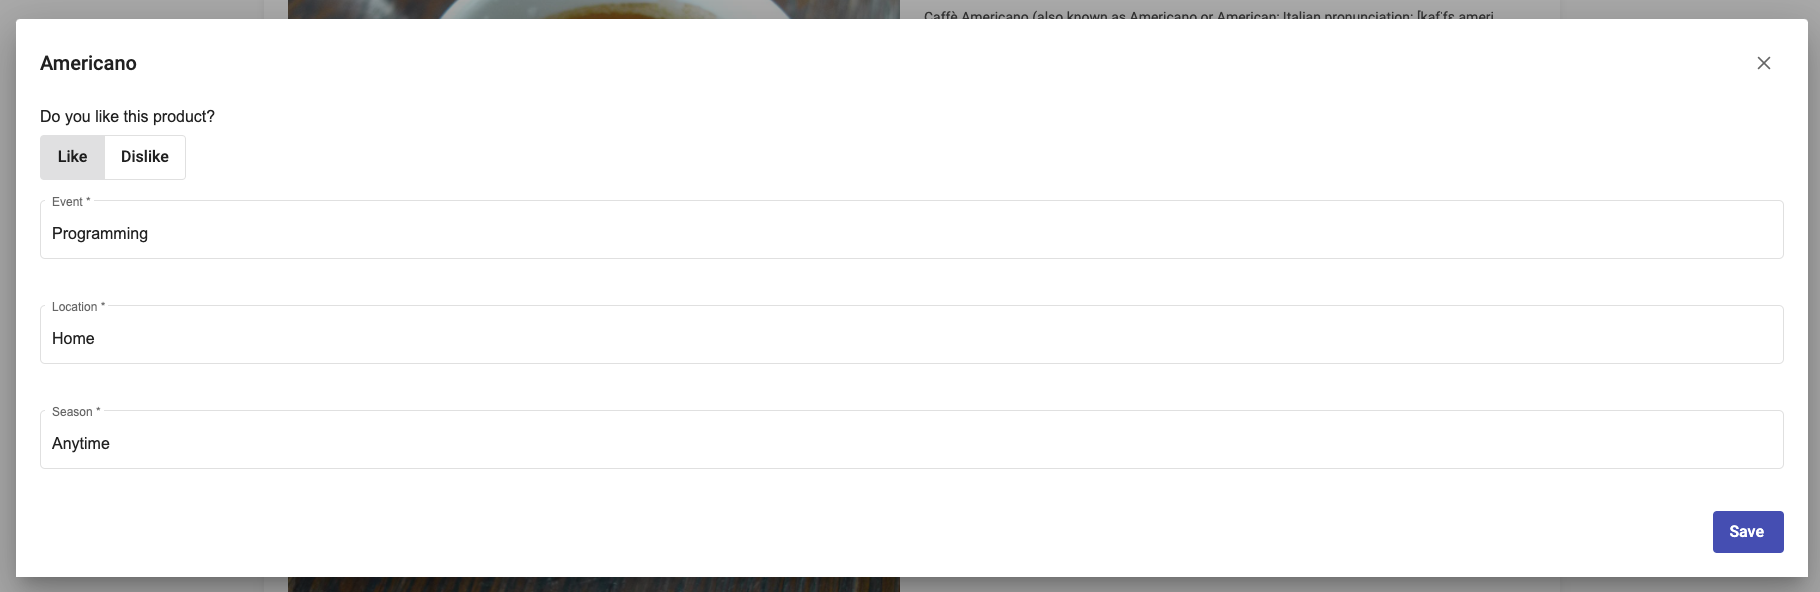 Caffè Americano (also known as Americano or American; Italian pronunciation: [kafˈfɛ ameri
Americano
Do you like this product?
Like Dislike
Event *
Programming
Location *
Home
Season *
Anytime
Save